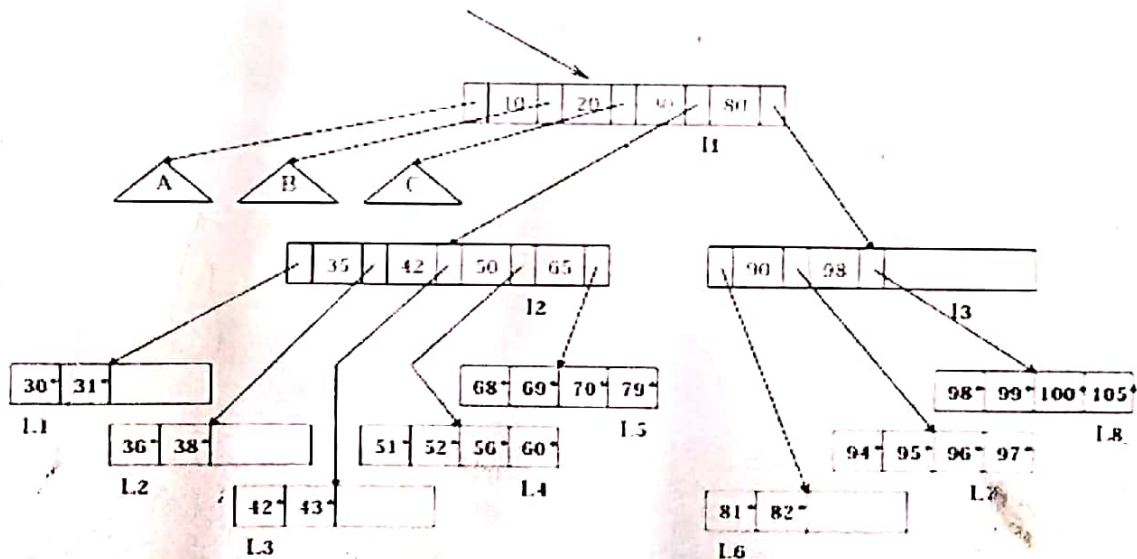 10 20 80
I1
A B C
35 42 50 65
I2
90 98
I3
30* 31*
L1
36* 38*
L2
42* 43*
L3
51* 52* 56* 60*
L4
68* 69* 70* 79*
L5
81* 82*
L6
94* 95* 96* 97*
L7
98* 99* 100* 105*
L8